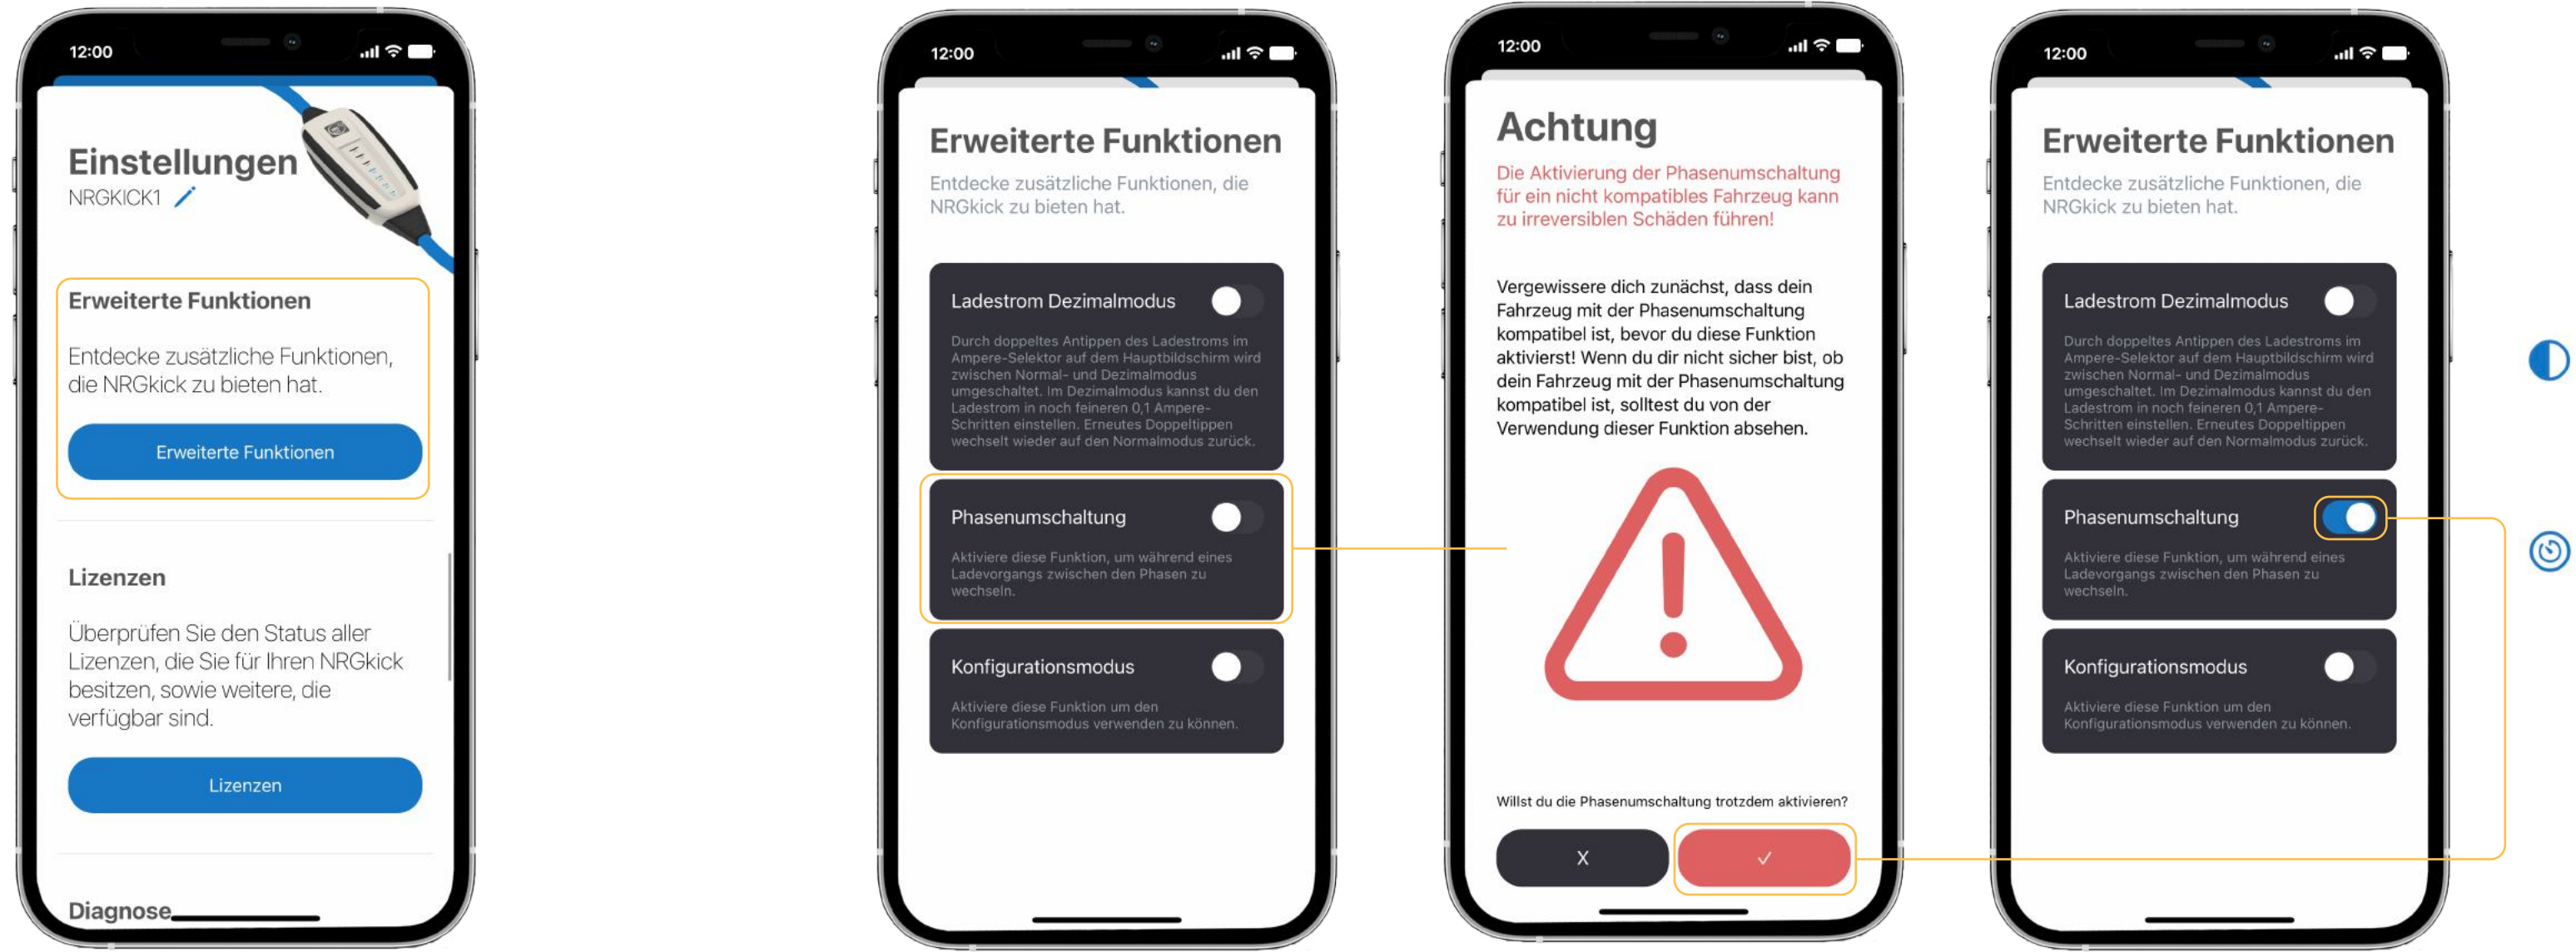 12:00
Einstellungen
NRGKICK1
Erweiterte Funktionen
Entdecke zusätzliche Funktionen,
die NRGkick zu bieten hat.
Erweiterte Funktionen
Lizenzen
Überprüfen Sie den Status aller
Lizenzen, die Sie für Ihren NRGkick
besitzen, sowie weitere, die
verfügbar sind.
Lizenzen
Diagnose
12:00
Erweiterte Funktionen
Entdecke zusätzliche Funktionen, die
NRGkick zu bieten hat.
Ladestrom Dezimalmodus
Durch doppeltes Antippen des Ladestroms im
Ampere-Selektor auf dem Hauptbildschirm wird
zwischen Normal- und Dezimalmodus
umgeschaltet. Im Dezimalmodus kannst du den
Ladestrom in noch feineren 0,1 Ampere-
Schritten einstellen. Erneutes Doppeltippen
wechselt wieder auf den Normalmodus zurück.
Phasenumschaltung
Aktiviere diese Funktion, um während eines
Ladevorgangs zwischen den Phasen zu
wechseln.
Konfigurationsmodus
Aktiviere diese Funktion um den
Konfigurationsmodus verwenden zu können.
12:00
Achtung
Die Aktivierung der Phasenumschaltung
für ein nicht kompatibles Fahrzeug kann
zu irreversiblen Schäden führen!
Vergewissere dich zunächst, dass dein
Fahrzeug mit der Phasenumschaltung
kompatibel ist, bevor du diese Funktion
aktivierst! Wenn du dir nicht sicher bist, ob
dein Fahrzeug mit der Phasenumschaltung
kompatibel ist, solltest du von der
Verwendung dieser Funktion absehen.
Willst du die Phasenumschaltung trotzdem aktivieren?
X
12:00
Erweiterte Funktionen
Entdecke zusätzliche Funktionen, die
NRGkick zu bieten hat.
Ladestrom Dezimalmodus
Durch doppeltes Antippen des Ladestroms im
Ampere-Selektor auf dem Hauptbildschirm wird
zwischen Normal- und Dezimalmodus
umgeschaltet. Im Dezimalmodus kannst du den
Ladestrom in noch feineren 0,1 Ampere-
Schritten einstellen. Erneutes Doppeltippen
wechselt wieder auf den Normalmodus zurück.
Phasenumschaltung
Aktiviere diese Funktion, um während eines
Ladevorgangs zwischen den Phasen zu
wechseln.
Konfigurationsmodus
Aktiviere diese Funktion um den
Konfigurationsmodus verwenden zu können.